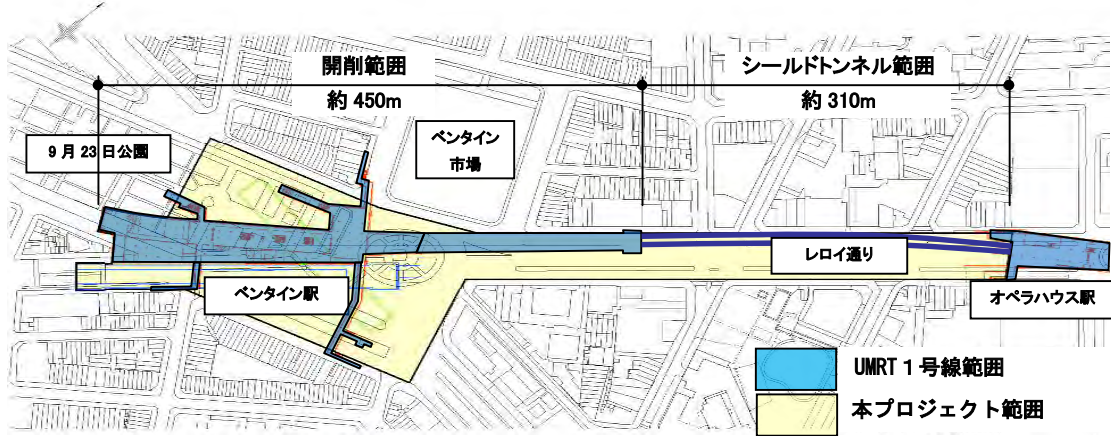 開削範囲
シールドトンネル範囲
約 450m
約 310m
9 月 23 日公園
ベンタイン
市場
レロイ通り
ベンタイン駅
オペラハウス駅
UMRT 1 号線範囲
本プロジェクト範囲